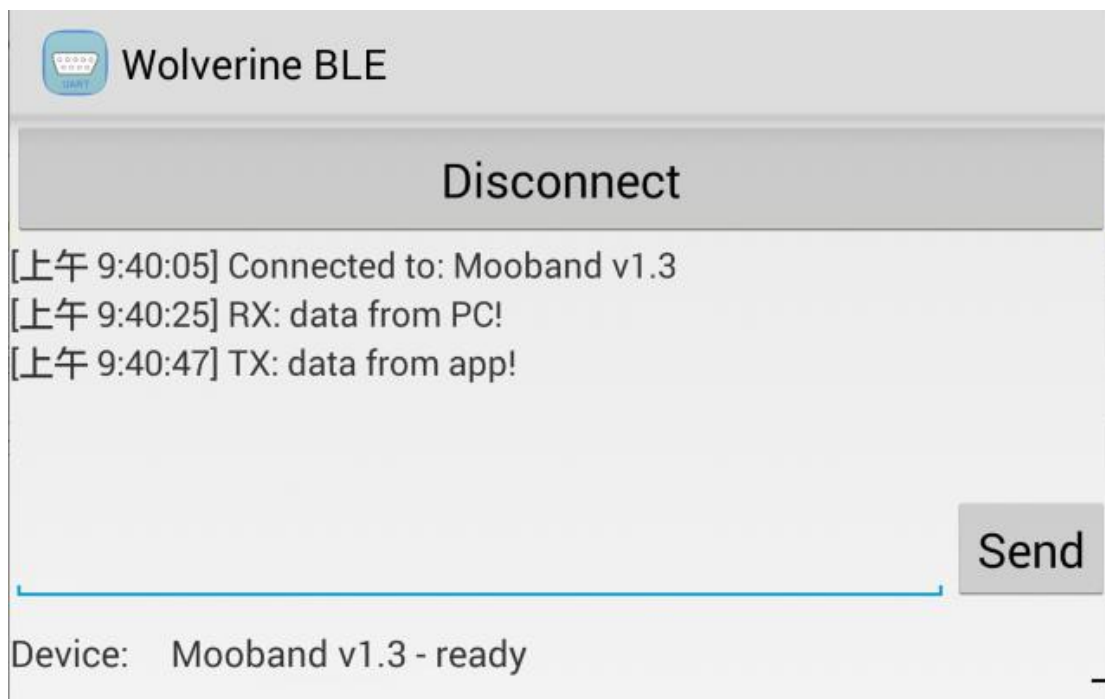 UART
Wolverine BLE
Disconnect
[上午 9:40:05] Connected to: Mooband v1.3
[上午 9:40:25] RX: data from PC!
[上午 9:40:47] TX: data from app!
Send
Device: Mooband v1.3 - ready